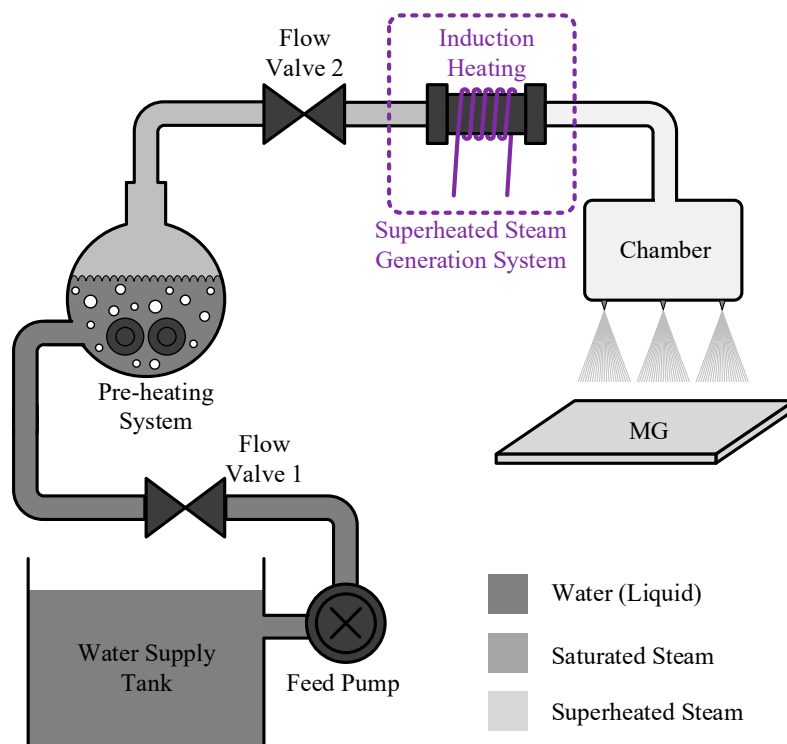 Flow
Valve 2
Induction
Heating
Superheated Steam
Generation System
Chamber
Pre-heating
System
MG
Flow
Valve 1
Water Supply
Tank
Feed Pump
Water (Liquid)
Saturated Steam
Superheated Steam